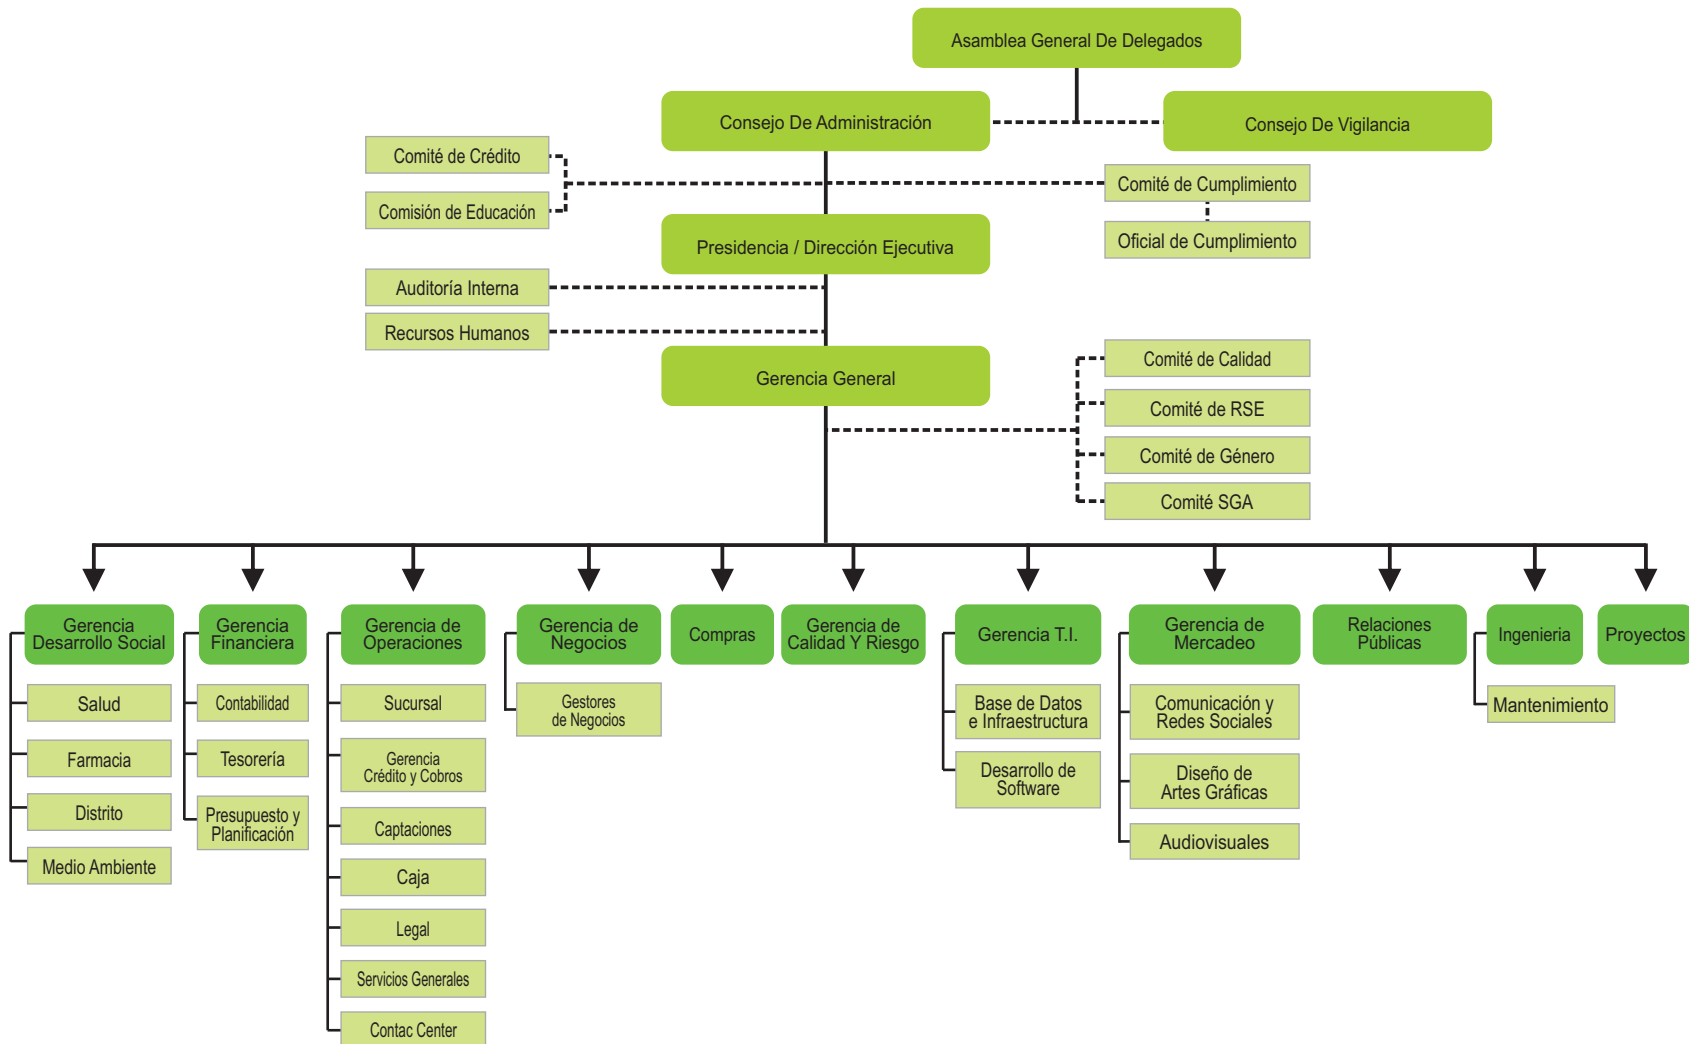 Asamblea General De Delegados
Consejo De Administración
Consejo De Vigilancia
Comité de Crédito
Comisión de Educación
Comité de Cumplimiento
Oficial de Cumplimiento
Presidencia / Dirección Ejecutiva
Auditoría Interna
Recursos Humanos
Gerencia General
Comité de Calidad
Comité de RSE
Comité de Género
Comité SGA
Gerencia
Desarrollo Social
Salud
Farmacia
Distrito
Medio Ambiente
Gerencia
Financiera
Contabilidad
Tesorería
Presupuesto y
Planificación
Gerencia de
Operaciones
Sucursal
Gerencia
Crédito y Cobros
Captaciones
Caja
Legal
Servicios Generales
Contac Center
Gerencia de
Negocios
Gestores
de Negocios
Compras
Gerencia de
Calidad Y Riesgo
Gerencia T.I.
Base de Datos
e Infraestructura
Desarrollo de
Software
Gerencia de
Mercadeo
Comunicación y
Redes Sociales
Diseño de
Artes Gráficas
Audiovisuales
Relaciones
Públicas
Ingenieria
Mantenimiento
Proyectos